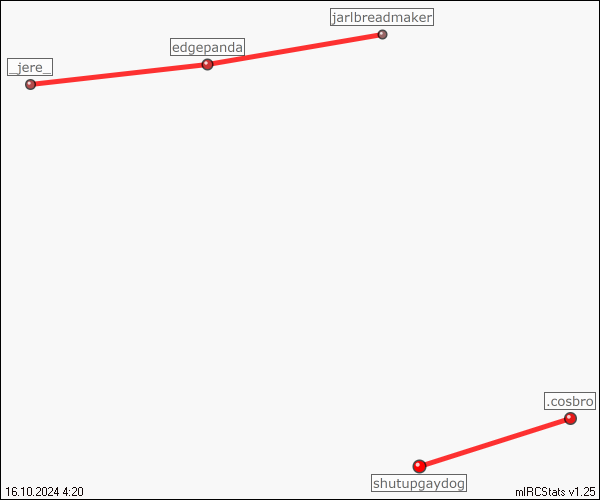 jarlbreadmaker
edgepanda
_jere_
.cosbro
shutupgaydog
16.10.2024 4:20
mIRCStats v1.25